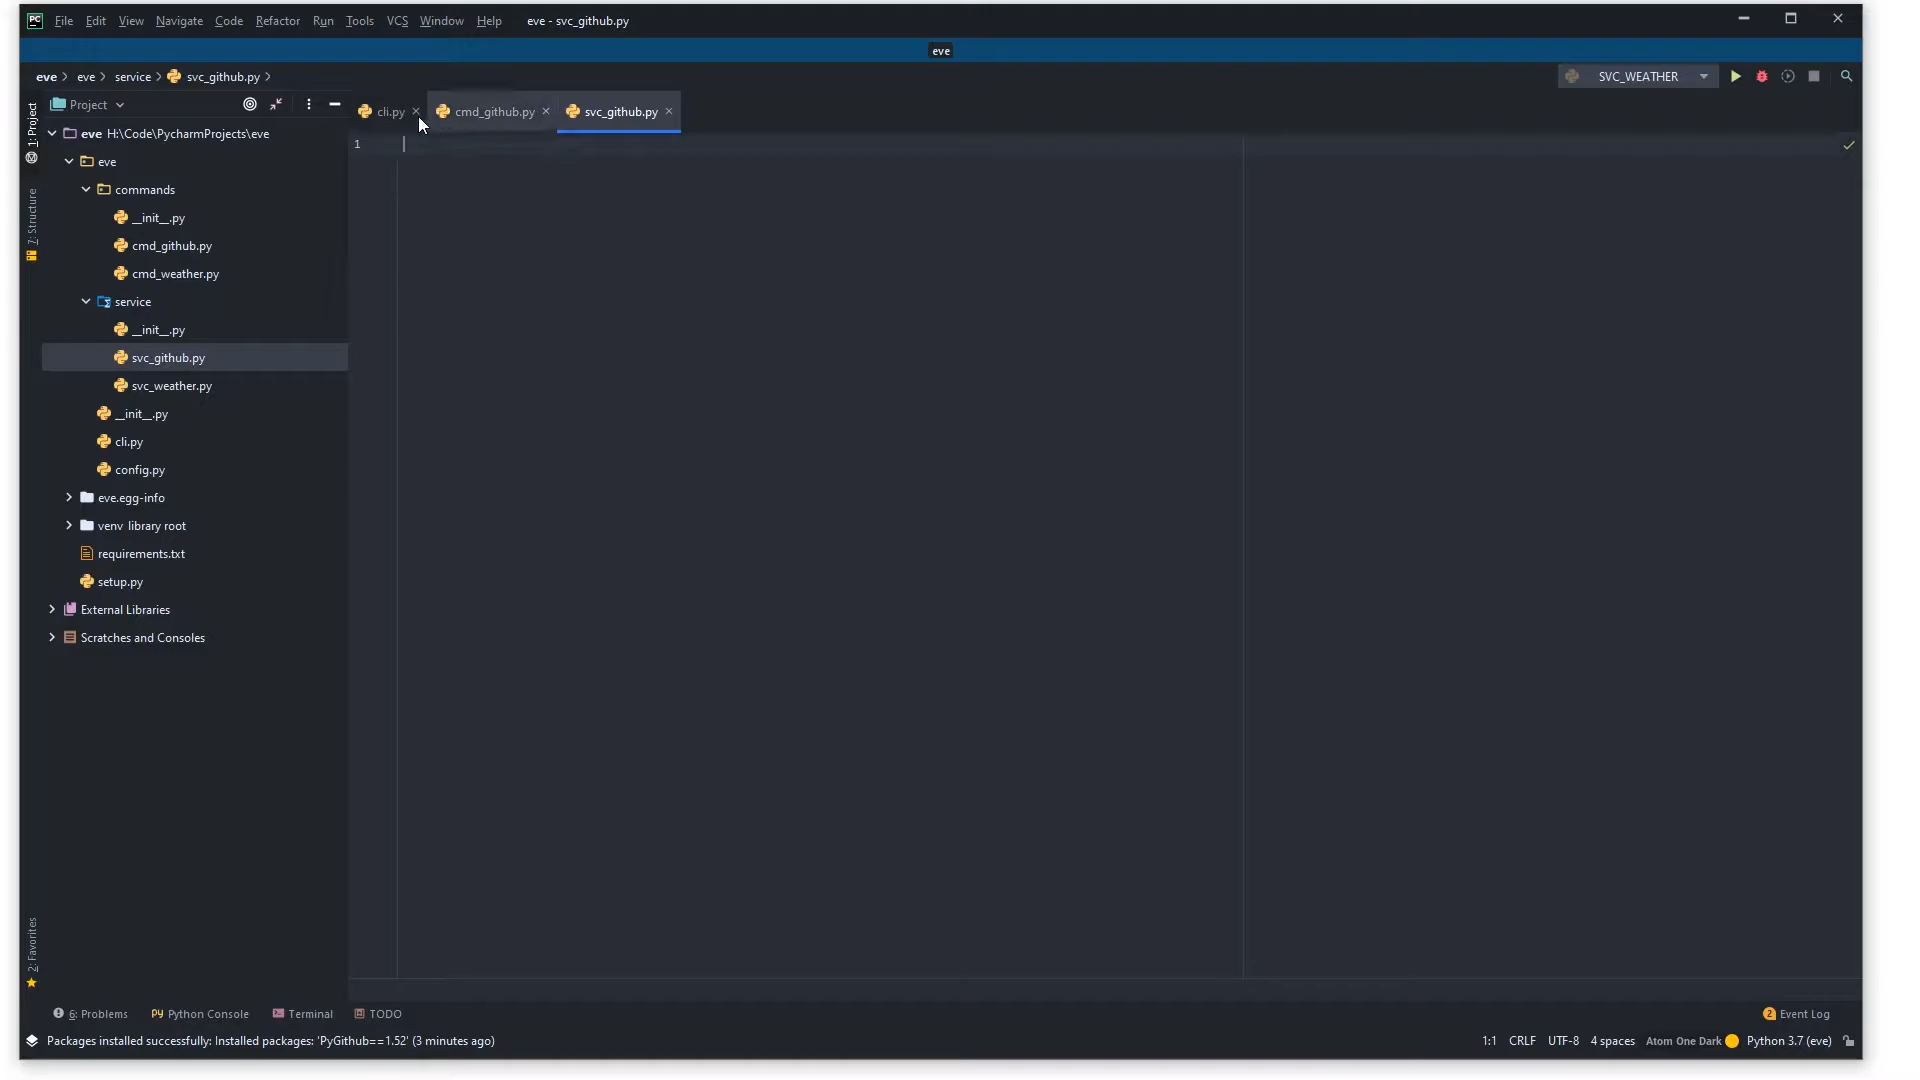 PC File Edit View Navigate Code Refactor Run Tools VCS Window Help eve - svc_github.py
eve
eve eve service svc_github.py SVC_WEATHER
Project cli.py cmd_github.py svc_github.py
1: Project
7: Structure
2: Favorites
eve H:\Code\PycharmProjects\eve
eve
commands
__init__.py
cmd_github.py
cmd_weather.py
service
__init__.py
svc_github.py
svc_weather.py
__init__.py
cli.py
config.py
eve.egg-info
venv library root
requirements.txt
setup.py
External Libraries
Scratches and Consoles
1
6: Problems Python Console Terminal TODO 2 Event Log
Packages installed successfully: Installed packages: 'PyGithub==1.52' (3 minutes ago) 1:1 CRLF UTF-8 4 spaces Atom One Dark Python 3.7 (eve)